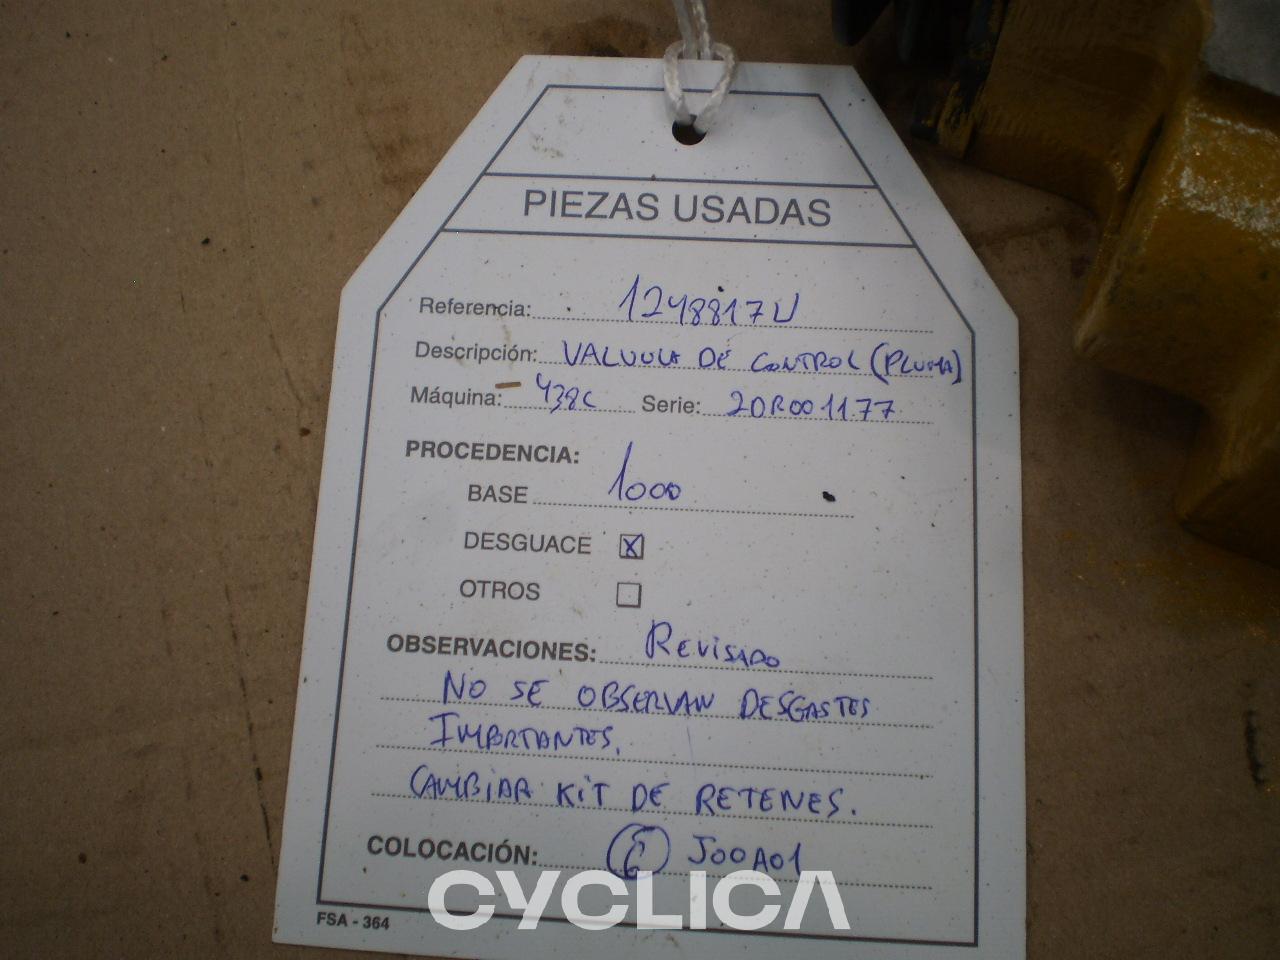 PIEZAS USADAS
Referencia: 1248817U
Descripción: VALVULA DE CONTROL (PLUMA)
Máquina: 438C Serie: 2DR001177
PROCEDENCIA:
BASE 1000
DESGUACE X
OTROS
OBSERVACIONES: REVISADO
NO SE OBSERVAN DESGASTES
IMPORTANTES.
CAMBIAR KIT DE RETENES.
COLOCACIÓN: J00A01
CYCLICA
FSA - 364